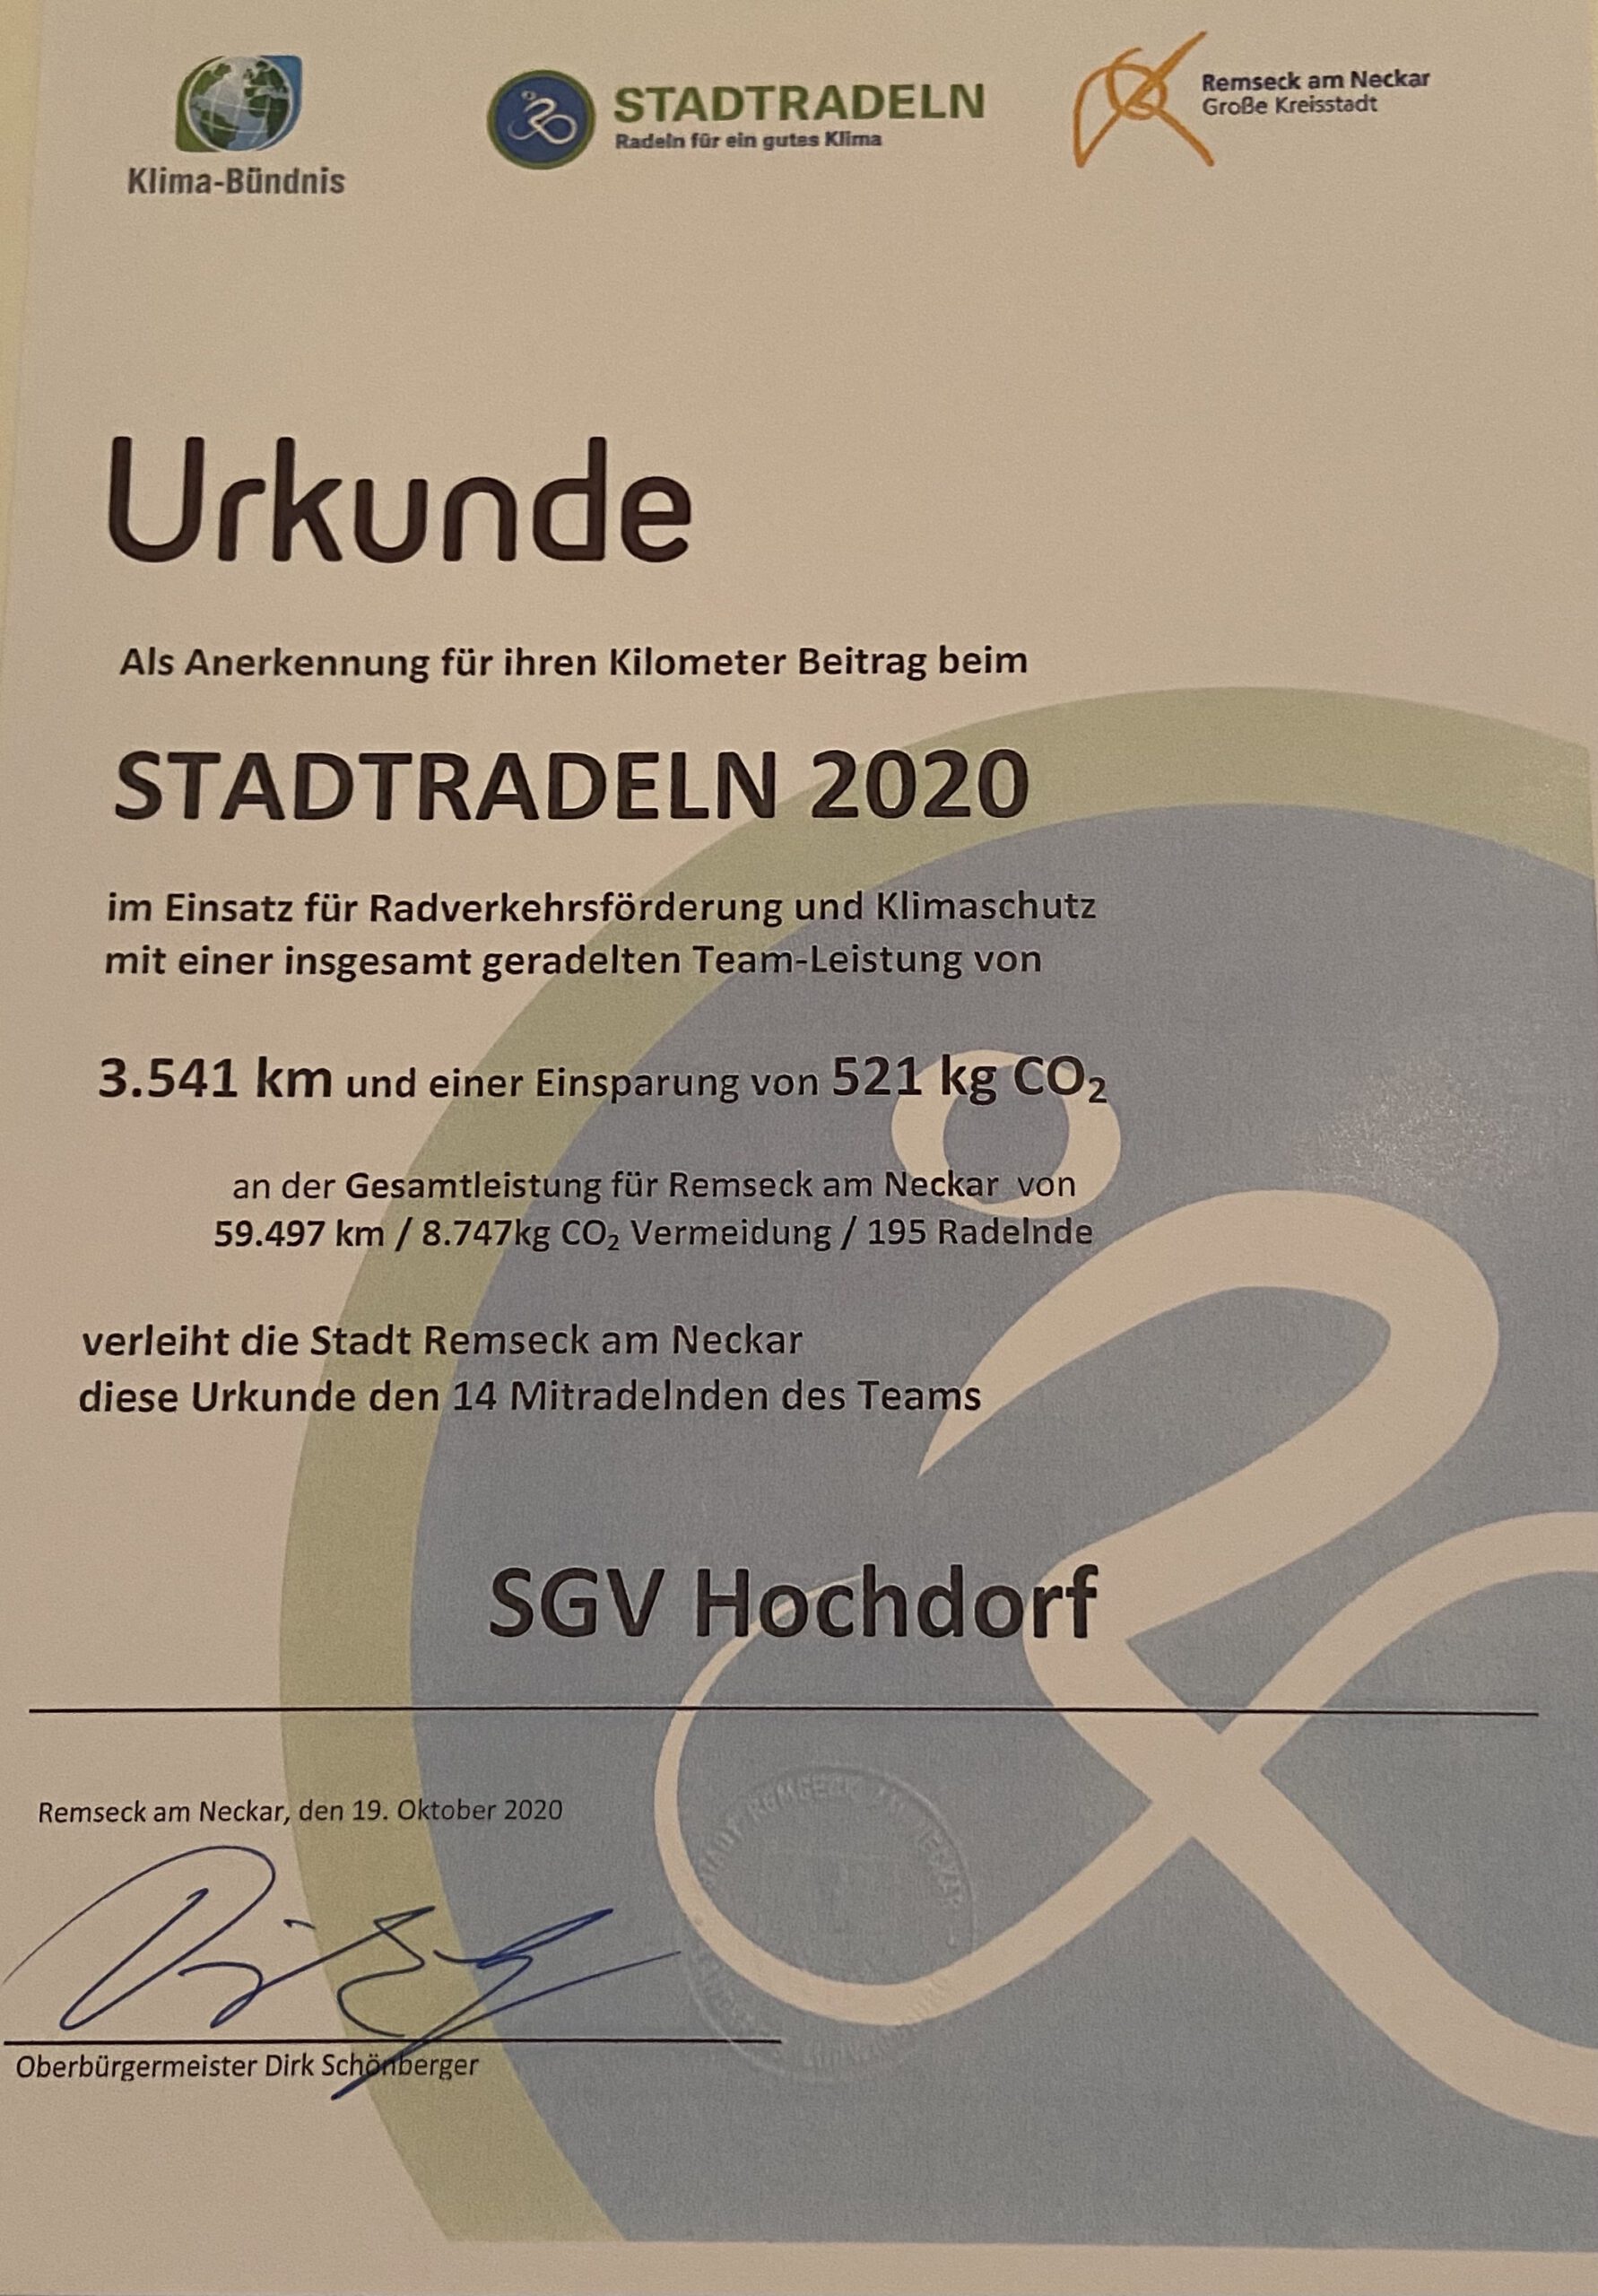 Klima-Bündnis
STADTRADELN
Radeln für ein gutes Klima
Remseck am Neckar
Große Kreisstadt
Urkunde
Als Anerkennung für ihren Kilometer Beitrag beim
STADTRADELN 2020
im Einsatz für Radverkehrsförderung und Klimaschutz
mit einer insgesamt geradelten Team-Leistung von
3.541 km und einer Einsparung von 521 kg CO₂
an der Gesamtleistung für Remseck am Neckar von
59.497 km / 8.747kg CO₂ Vermeidung / 195 Radelnde
verleiht die Stadt Remseck am Neckar
diese Urkunde den 14 Mitradelnden des Teams
SGV Hochdorf
Remseck am Neckar, den 19. Oktober 2020
Oberbürgermeister Dirk Schönberger
STADT REMSECK AM NECKAR